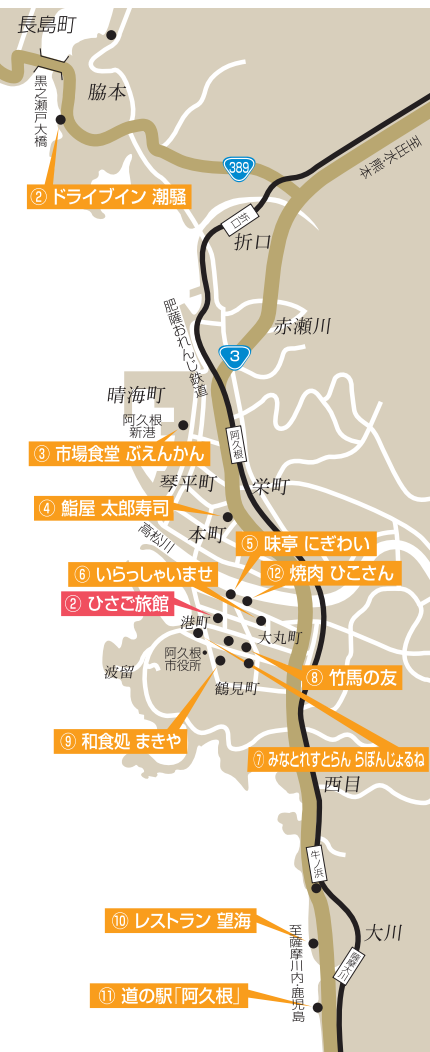 長島町
脇本
黒之瀬戸大橋
② ドライブイン 潮騒
389
至出水・熊本
折口
折口
肥薩おれんじ鉄道
赤瀬川
3
晴海町
阿久根
新港
阿久根
③ 市場食堂 ぶえんかん
琴平町
栄町
④ 鮨屋 太郎寿司
本町
高松川
⑤ 味亭 にぎわい
⑥ いらっしゃいませ
⑫ 焼肉 ひこさん
② ひさご旅館
港町
大丸町
阿久根
市役所
波留
⑧ 竹馬の友
鶴見町
⑨ 和食処 まきや
⑦ みなとれすとらん らぽんじょるね
西目
牛ノ浜
⑩ レストラン 望海
大川
至薩摩川内・鹿児島
薩摩大川
⑪ 道の駅「阿久根」